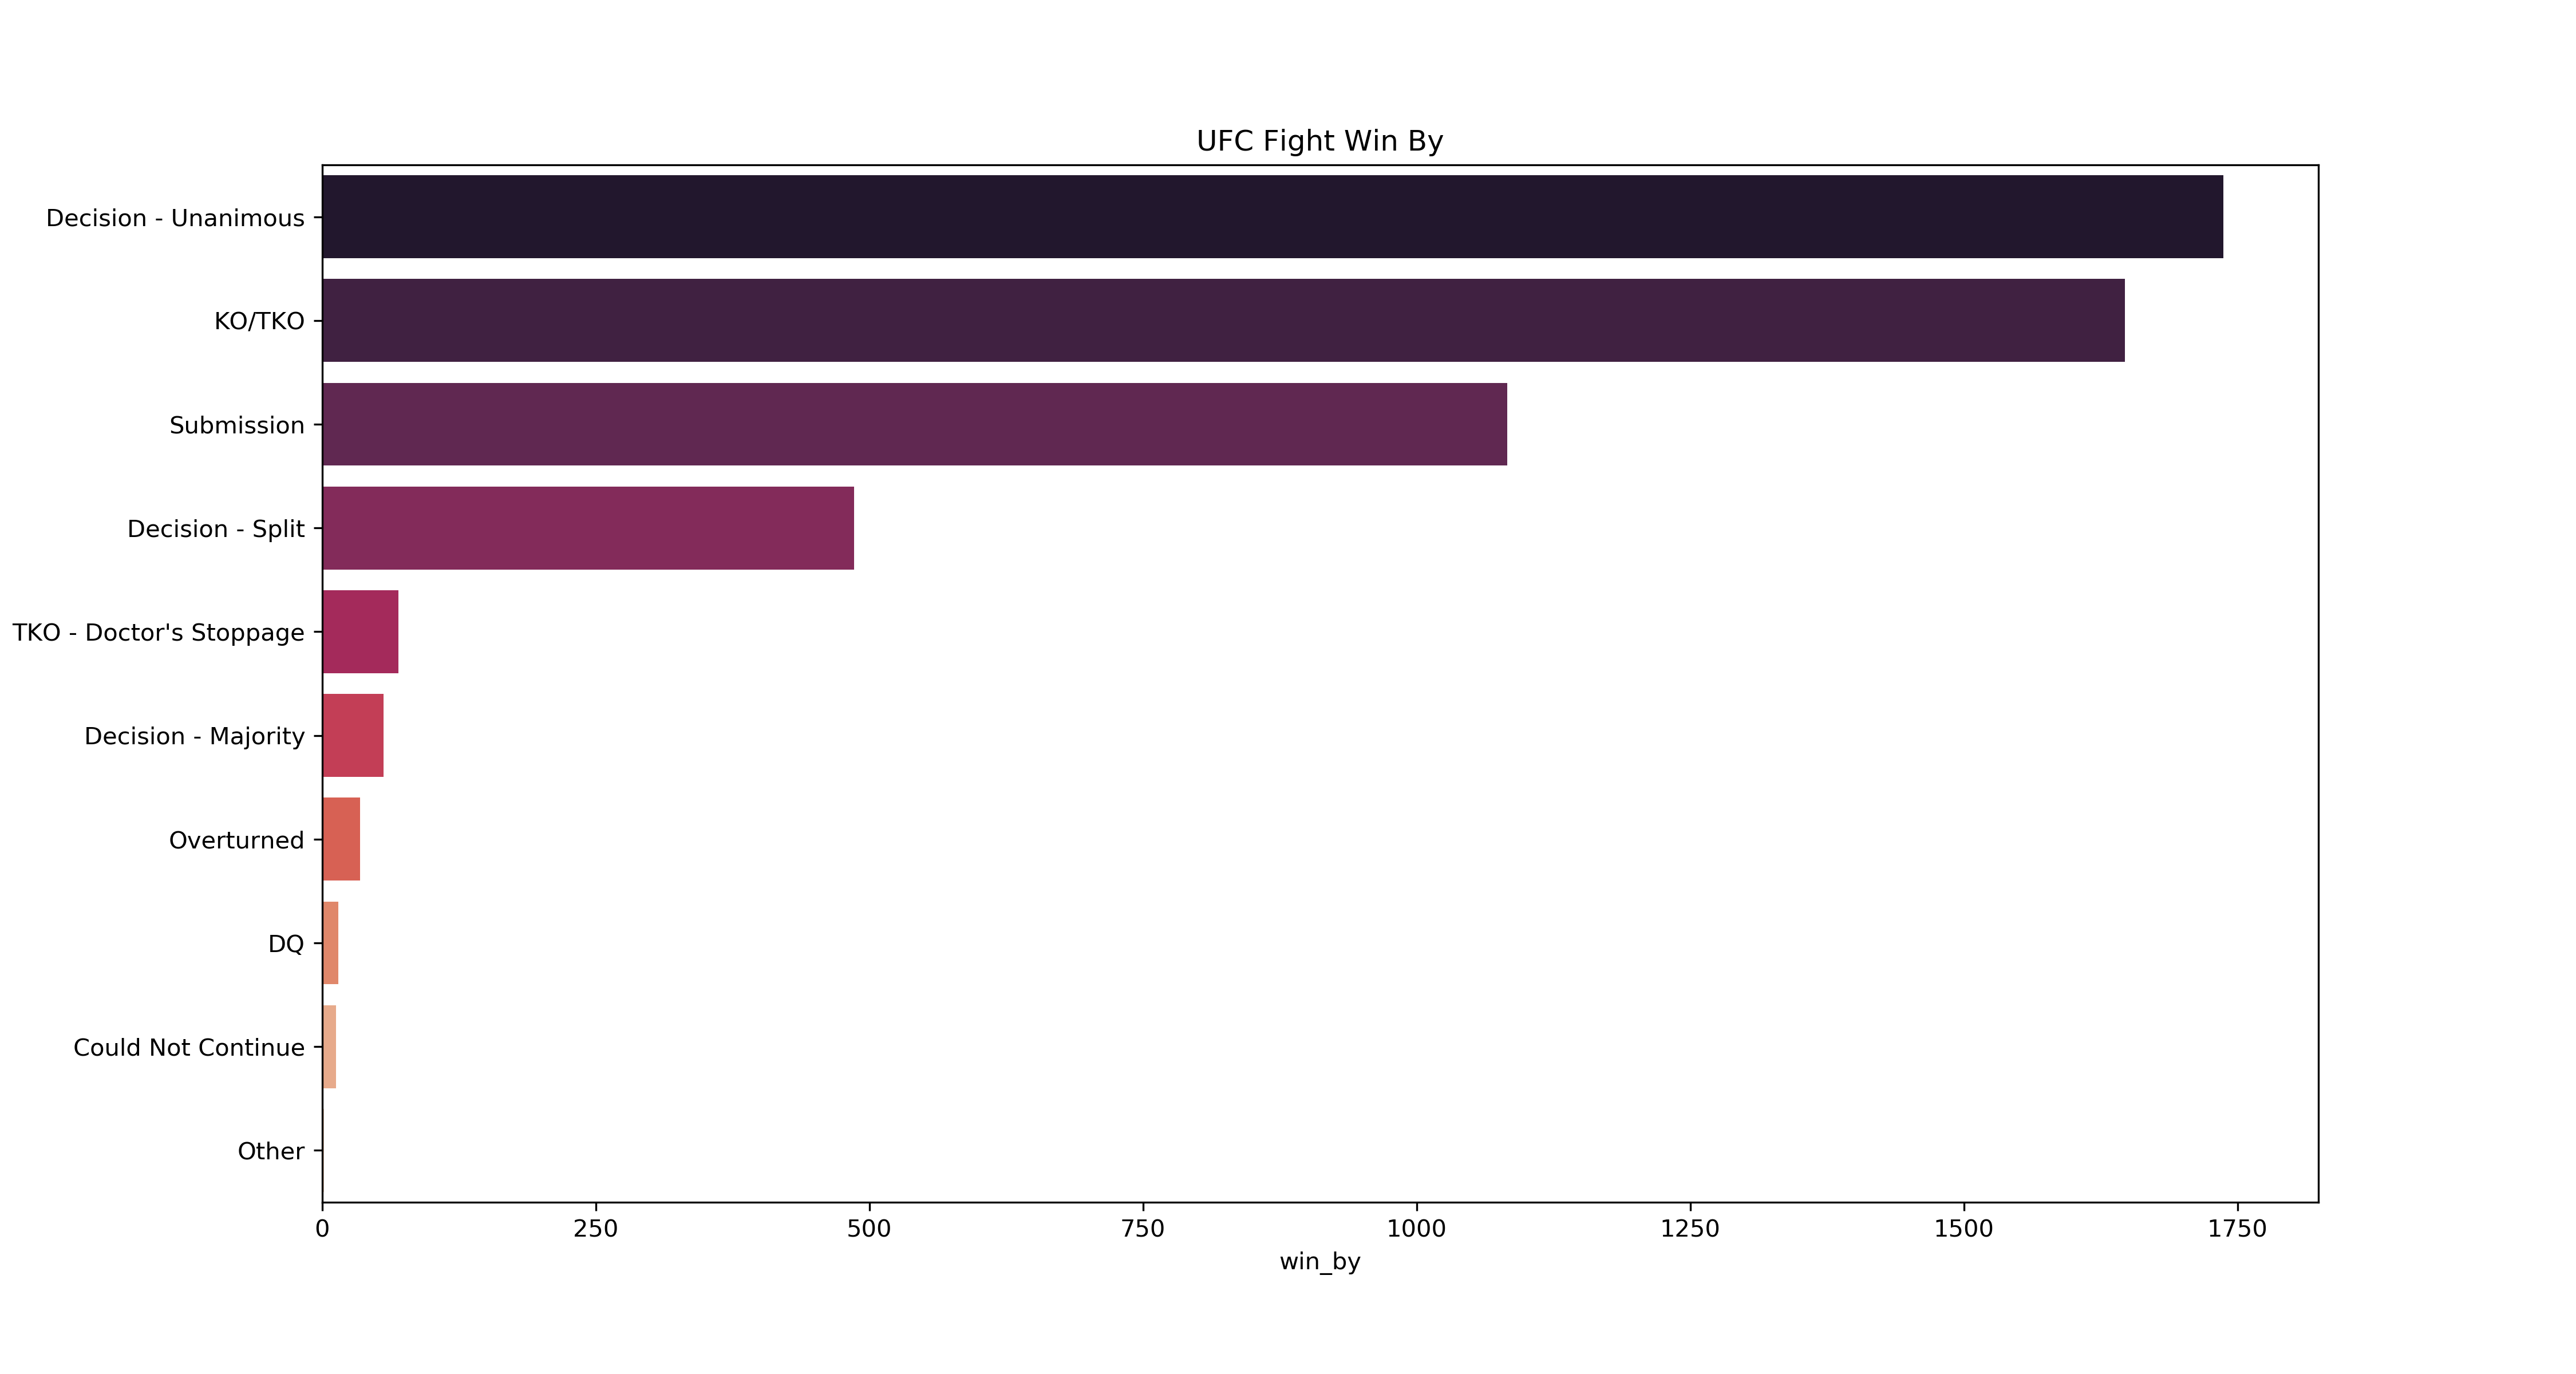 UFC Fight Win By
Decision - Unanimous
KO/TKO
Submission
Decision - Split
TKO - Doctor's Stoppage
Decision - Majority
Overturned
DQ
Could Not Continue
Other
0 250 500 750 1000 1250 1500 1750
win_by